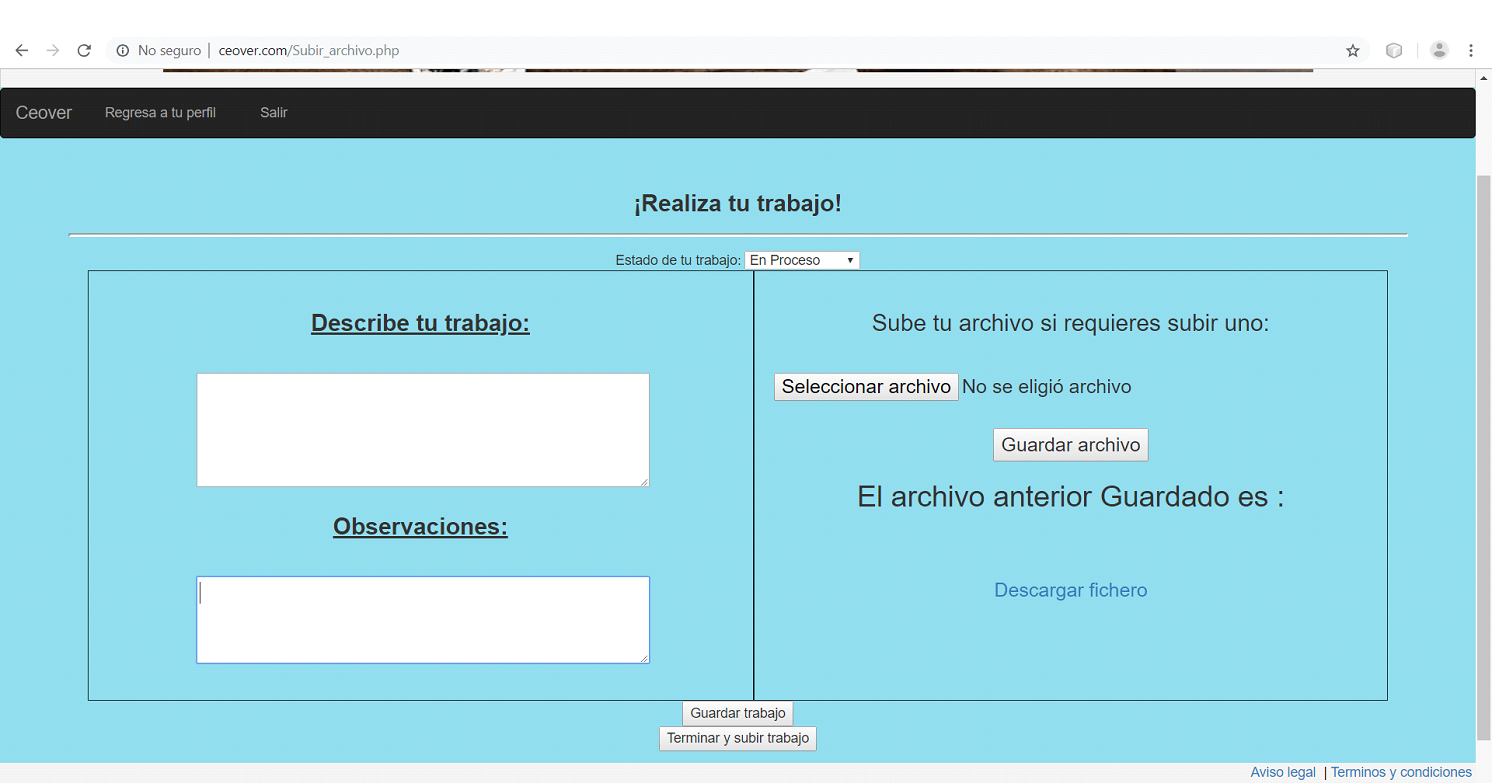 No seguro | ceover.com/Subir_archivo.php
Ceover Regresa a tu perfil Salir
¡Realiza tu trabajo!
Estado de tu trabajo: En Proceso
Describe tu trabajo:
Observaciones:
Sube tu archivo si requieres subir uno:
Seleccionar archivo No se eligió archivo
Guardar archivo
El archivo anterior Guardado es :
Descargar fichero
Guardar trabajo
Terminar y subir trabajo
Aviso legal | Terminos y condiciones